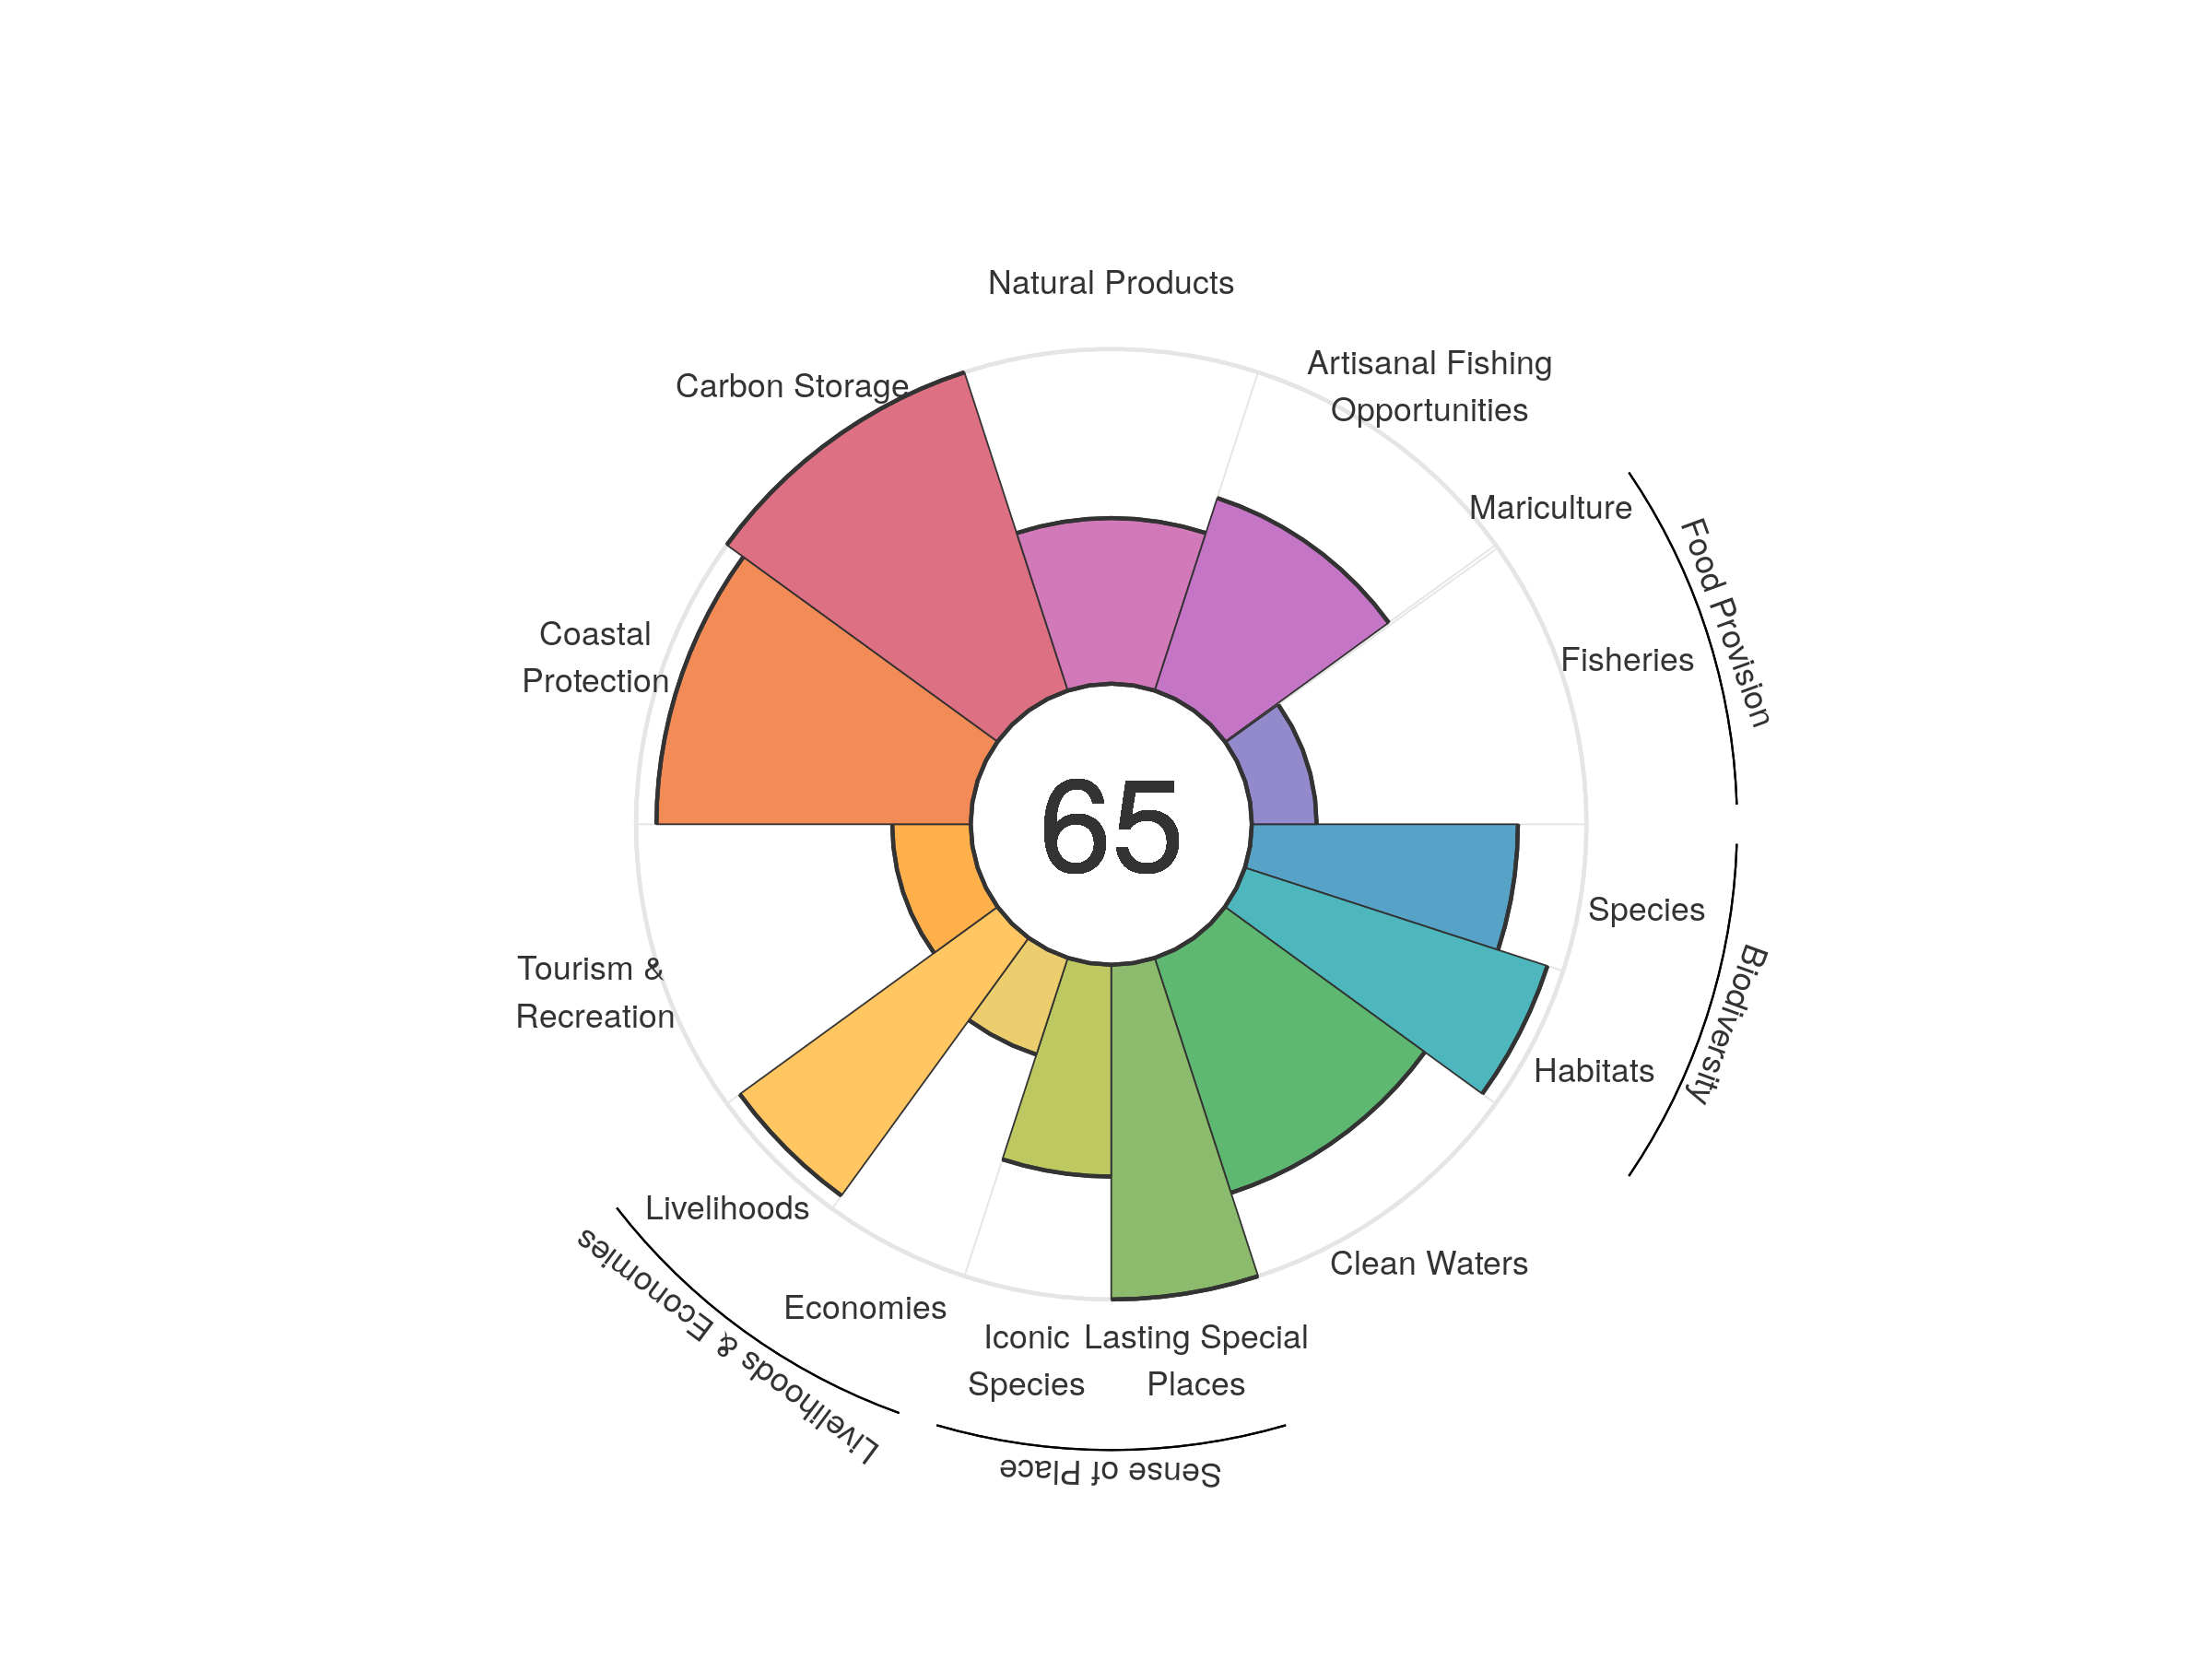 Natural Products
Artisanal Fishing
Opportunities
Carbon Storage
Mariculture
Food Provision
Fisheries
Coastal
Protection
65
Species
Biodiversity
Tourism &
Recreation
Habitats
Livelihoods
Livelihoods & Economies
Clean Waters
Economies
Iconic
Species
Lasting Special
Places
Sense of Place